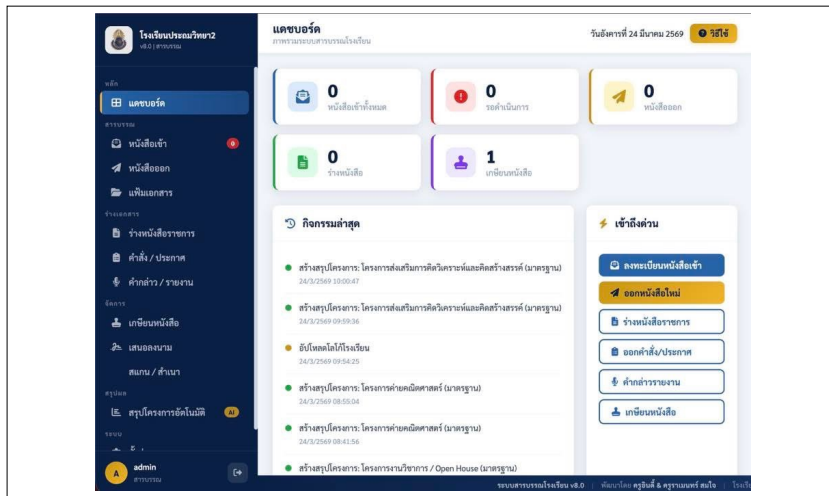 โรงเรียนประถมวิทยา2
v8.0 | สารบรรณ
หลัก
แดชบอร์ด
สารบรรณ
หนังสือเข้า
0
หนังสือออก
แฟ้มเอกสาร
ร่างเอกสาร
ร่างหนังสือราชการ
คำสั่ง / ประกาศ
คำกล่าว / รายงาน
จัดการ
เกษียนหนังสือ
เสนอลงนาม
สแกน / สำเนา
สรุปผล
สรุปโครงการอัตโนมัติ
AI
ระบบ
A
admin
สารบรรณ
แดชบอร์ด
ภาพรวมระบบสารบรรณโรงเรียน
วันอังคารที่ 24 มีนาคม 2569
วิธีใช้
0
หนังสือเข้าทั้งหมด
0
รอดำเนินการ
0
หนังสือออก
0
ร่างหนังสือ
1
เกษียนหนังสือ
กิจกรรมล่าสุด
สร้างสรุปโครงการ: โครงการส่งเสริมการคิดวิเคราะห์และคิดสร้างสรรค์ (มาตรฐาน)
24/3/2569 10:00:47
สร้างสรุปโครงการ: โครงการส่งเสริมการคิดวิเคราะห์และคิดสร้างสรรค์ (มาตรฐาน)
24/3/2569 09:59:36
อัปโหลดโลโก้โรงเรียน
24/3/2569 09:54:25
สร้างสรุปโครงการ: โครงการค่ายคณิตศาสตร์ (มาตรฐาน)
24/3/2569 08:55:04
สร้างสรุปโครงการ: โครงการค่ายคณิตศาสตร์ (มาตรฐาน)
24/3/2569 08:41:56
สร้างสรุปโครงการ: โครงการงานวิชาการ / Open House (มาตรฐาน)
เข้าถึงด่วน
ลงทะเบียนหนังสือเข้า
ออกหนังสือใหม่
ร่างหนังสือราชการ
ออกคำสั่ง/ประกาศ
คำกล่าวรายงาน
เกษียนหนังสือ
ระบบสารบรรณโรงเรียน v8.0 | พัฒนาโดย ครูอินดี้ & ครูราเมนทร์ สมใจ |